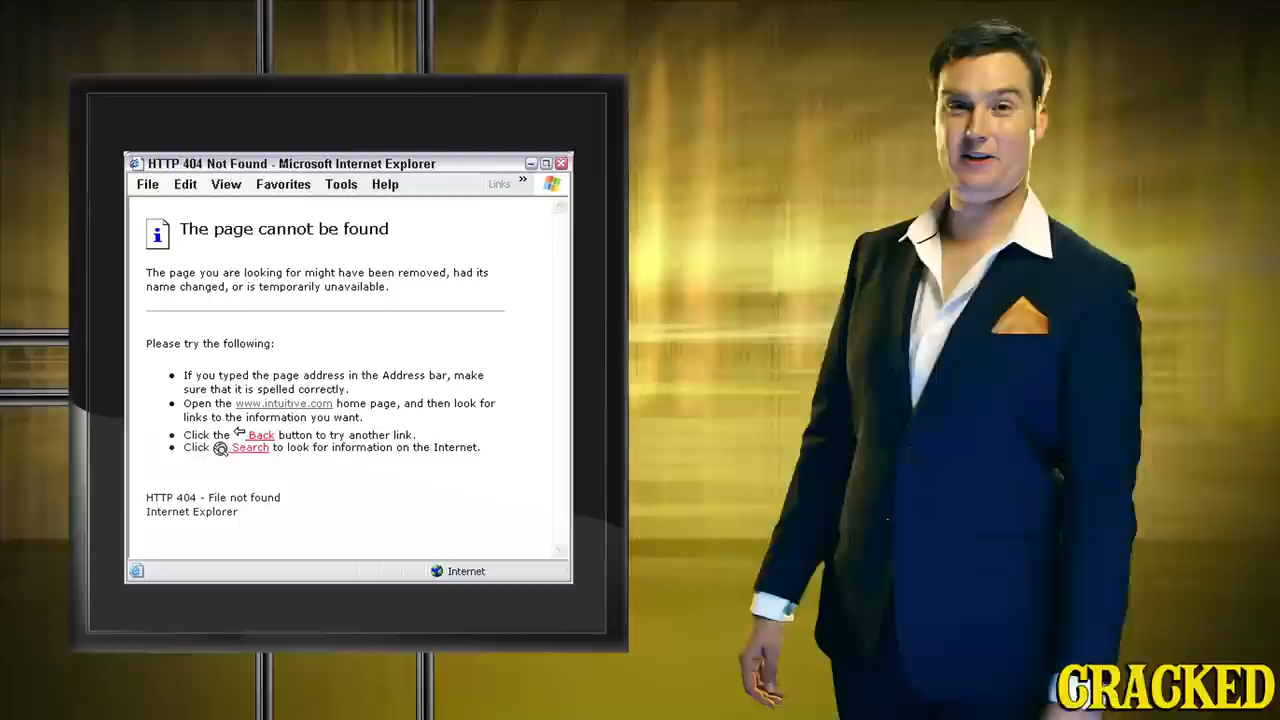 HTTP 404 Not Found - Microsoft Internet Explorer
File Edit View Favorites Tools Help Links »
The page cannot be found
The page you are looking for might have been removed, had its
name changed, or is temporarily unavailable.
Please try the following:
• If you typed the page address in the Address bar, make
sure that it is spelled correctly.
• Open the www.intuitive.com home page, and then look for
links to the information you want.
• Click the Back button to try another link.
• Click Search to look for information on the Internet.
HTTP 404 - File not found
Internet Explorer
Internet
CRACKED